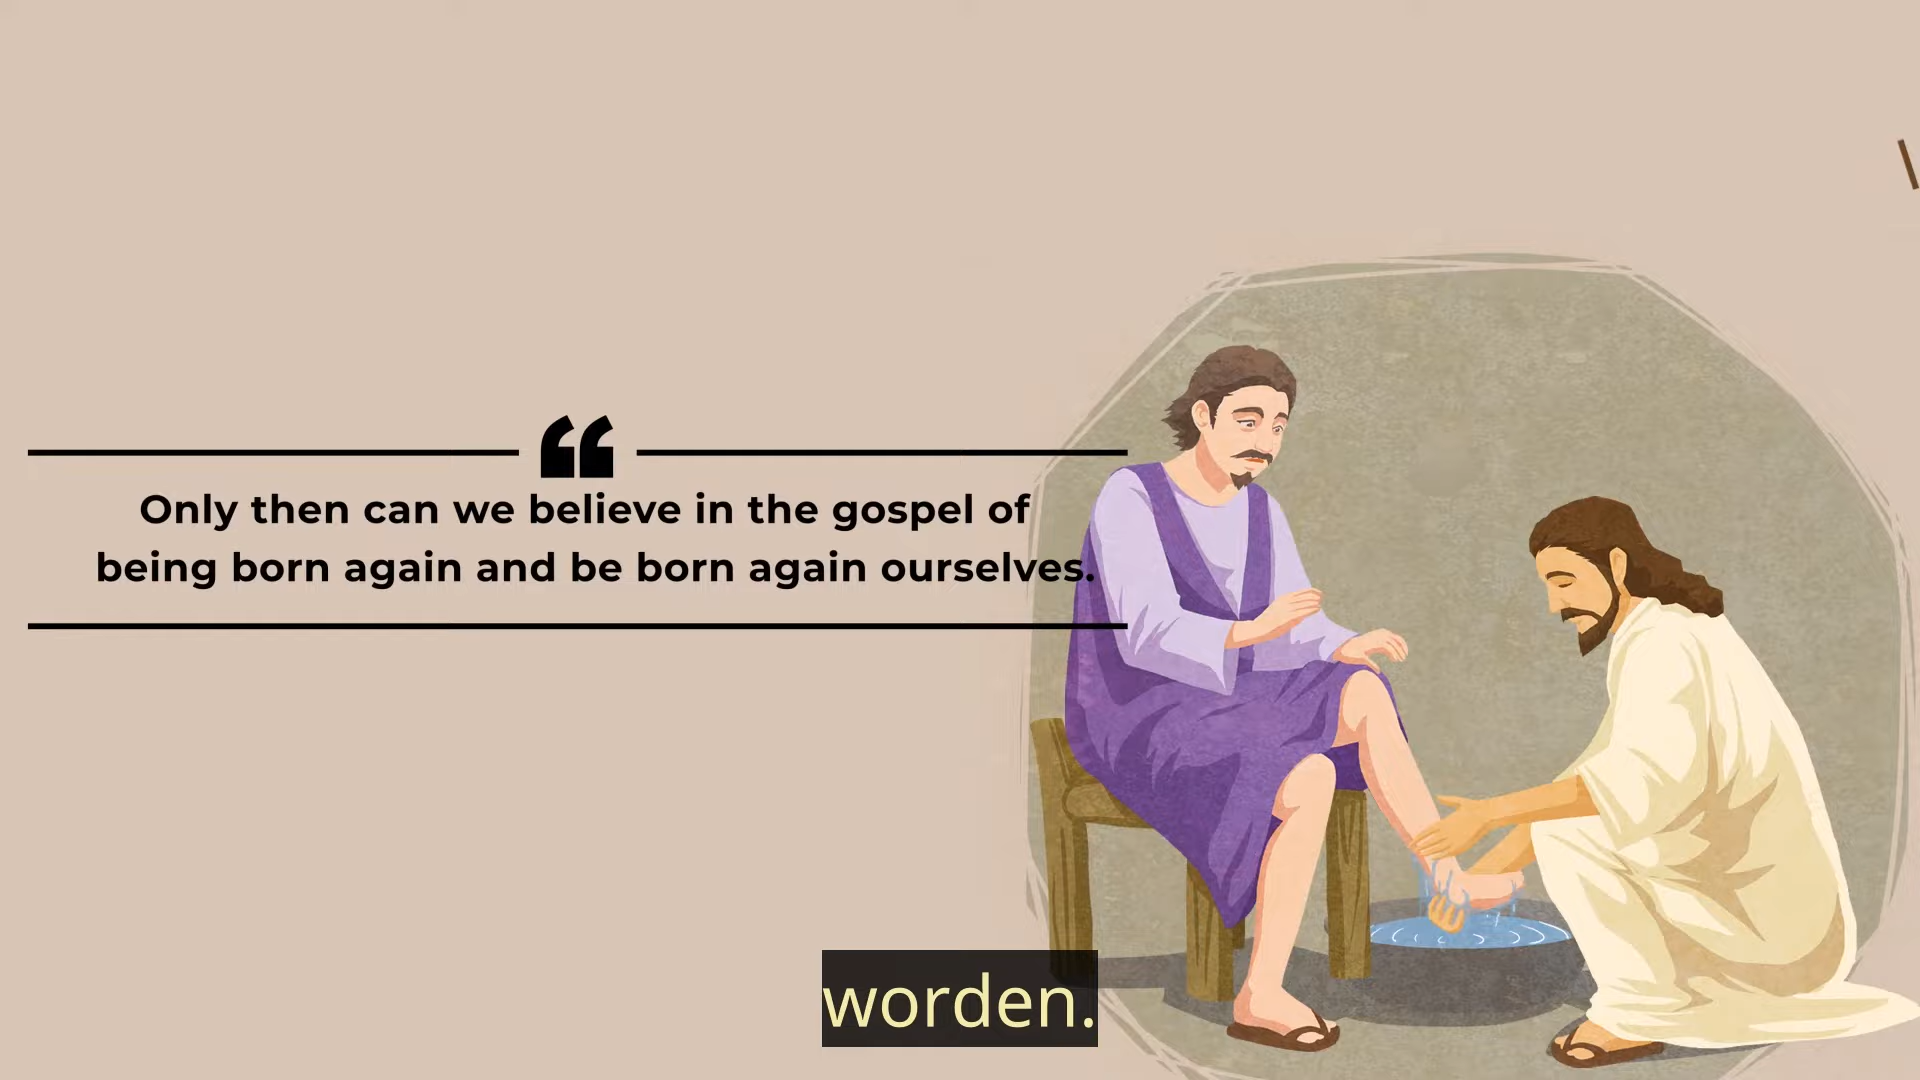 Only then can we believe in the gospel of
being born again and be born again ourselves.
worden.